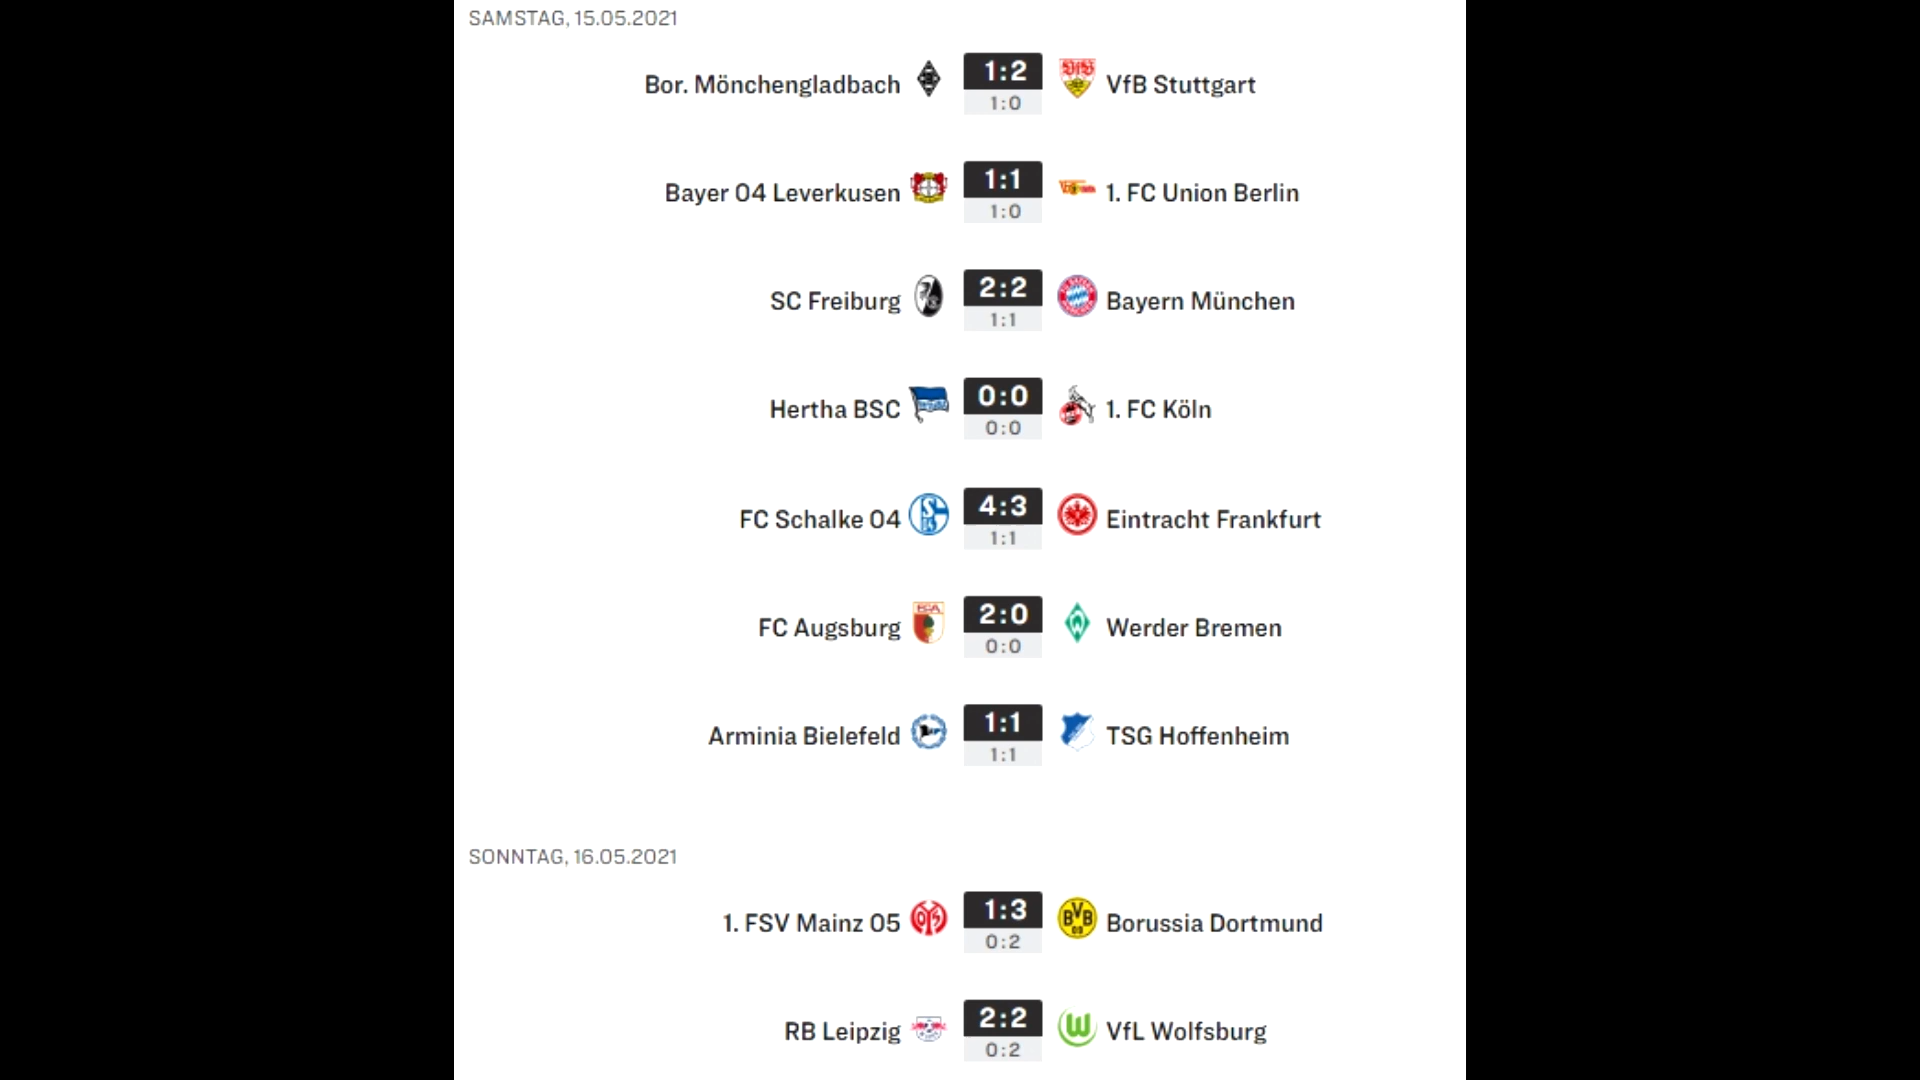 SAMSTAG, 15.05.2021
Bor. Mönchengladbach 1:2 VfB Stuttgart
1:0
Bayer 04 Leverkusen 1:1 1. FC Union Berlin
1:0
SC Freiburg 2:2 Bayern München
1:1
Hertha BSC 0:0 1. FC Köln
0:0
FC Schalke 04 4:3 Eintracht Frankfurt
1:1
FC Augsburg 2:0 Werder Bremen
0:0
Arminia Bielefeld 1:1 TSG Hoffenheim
1:1
SONNTAG, 16.05.2021
1. FSV Mainz 05 1:3 Borussia Dortmund
0:2
RB Leipzig 2:2 VfL Wolfsburg
0:2